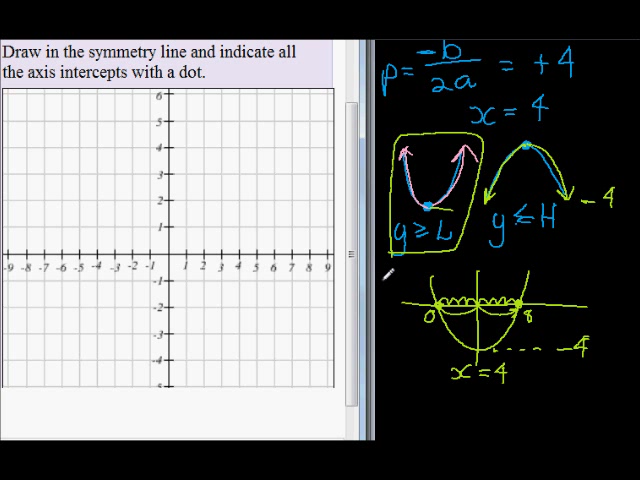 Draw in the symmetry line and indicate all
the axis intercepts with a dot.
6
5
4
3
2
1
-9 -8 -7 -6 -5 -4 -3 -2 -1 1 2 3 4 5 6 7 8 9
-1
-2
-3
-4
p = -b/2a = +4
x = 4
y ≥ L
y ≤ H
-4
0 8
-4
x = 4